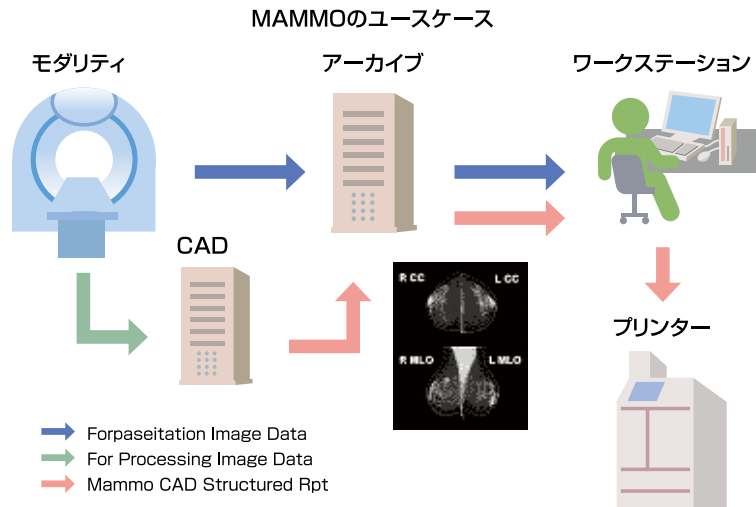 MAMMOのユースケース
モダリティ
アーカイブ
ワークステーション
CAD
R CC
L CC
R MLO
L MLO
プリンター
Forpaseitation Image Data
For Processing Image Data
Mammo CAD Structured Rpt